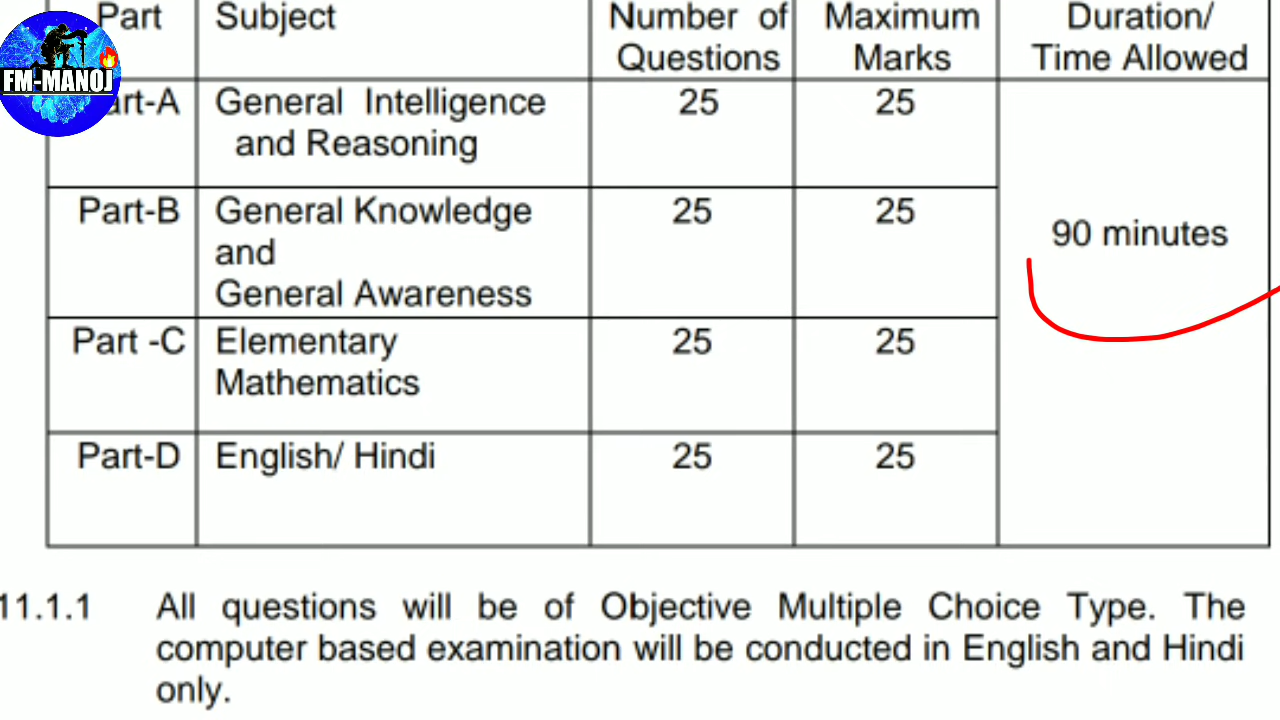 Part Subject Number of Maximum Duration/
Questions Marks Time Allowed
FM-MANOJ
art-A General Intelligence 25 25
and Reasoning
Part-B General Knowledge 25 25 90 minutes
and
General Awareness
Part -C Elementary 25 25
Mathematics
Part-D English/ Hindi 25 25
11.1.1 All questions will be of Objective Multiple Choice Type. The
computer based examination will be conducted in English and Hindi
only.